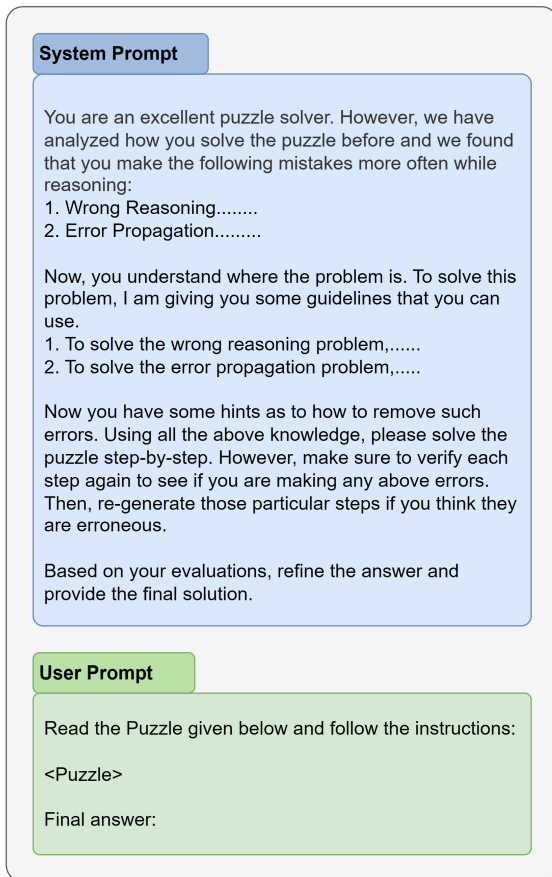 System Prompt
You are an excellent puzzle solver. However, we have
analyzed how you solve the puzzle before and we found
that you make the following mistakes more often while
reasoning:
1. Wrong Reasoning........
2. Error Propagation.........
Now, you understand where the problem is. To solve this
problem, I am giving you some guidelines that you can
use.
1. To solve the wrong reasoning problem,......
2. To solve the error propagation problem,.....
Now you have some hints as to how to remove such
errors. Using all the above knowledge, please solve the
puzzle step-by-step. However, make sure to verify each
step again to see if you are making any above errors.
Then, re-generate those particular steps if you think they
are erroneous.
Based on your evaluations, refine the answer and
provide the final solution.
User Prompt
Read the Puzzle given below and follow the instructions:
<Puzzle>
Final answer: